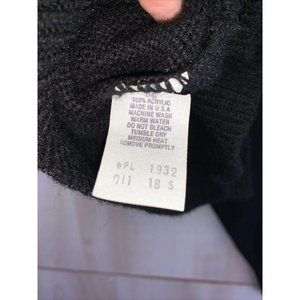 100% ACRYLIC
MADE IN U S A
MACHINE WASH
WARM WATER
DO NOT BLEACH
TUMBLE DRY
MEDIUM HEAT
REMOVE PROMPTLY
*PL 1932
711 18 S